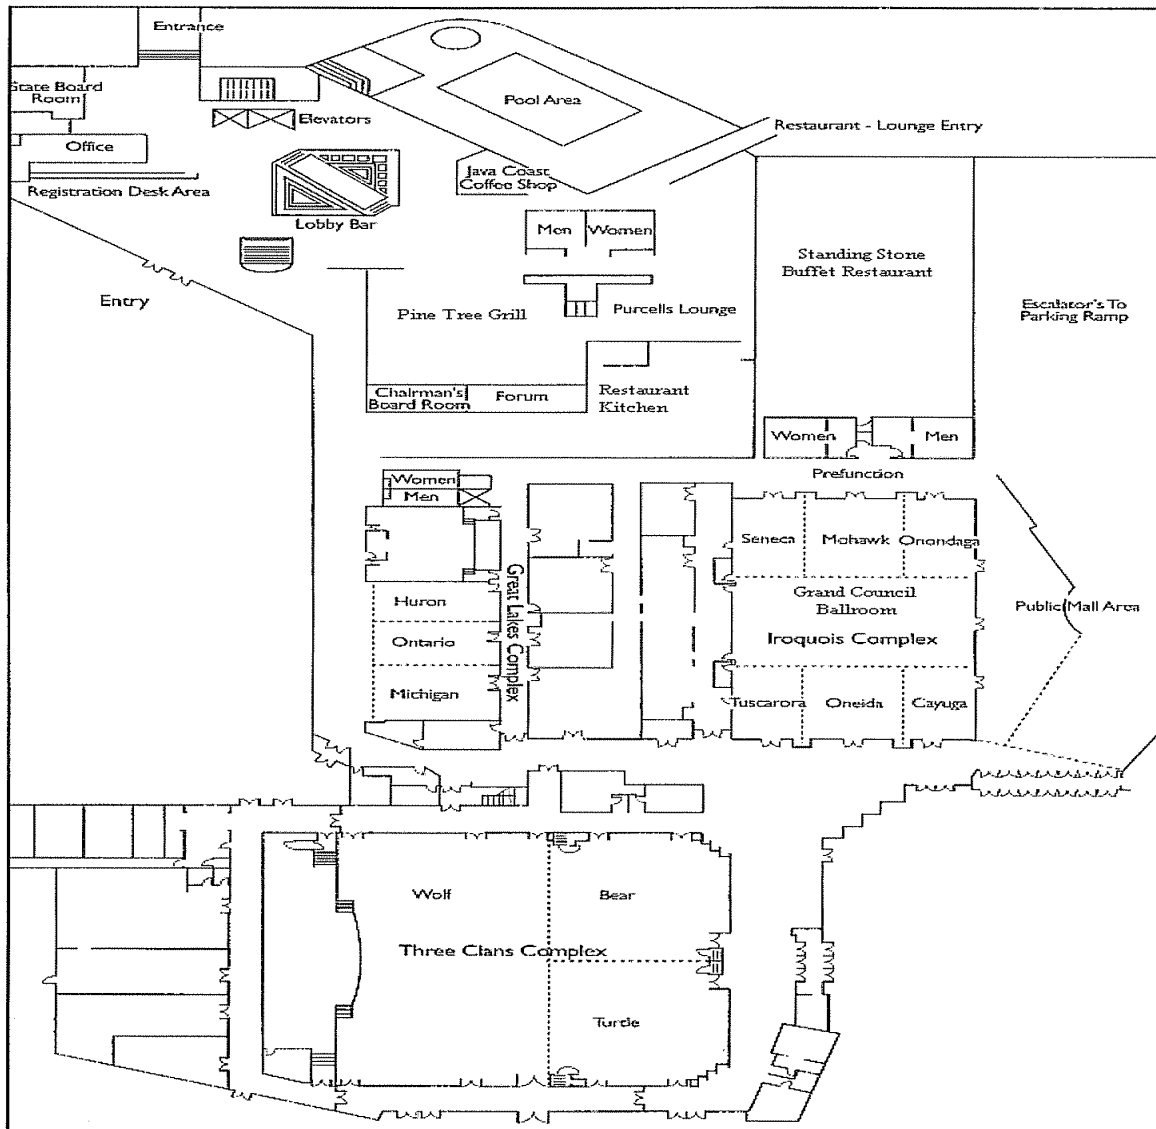 Entrance
State Board
Room
Elevators
Pool Area
Restaurant - Lounge Entry
Office
Java Coast
Coffee Shop
Registration Desk Area
Lobby Bar
Men
Women
Standing Stone
Buffet Restaurant
Entry
Pine Tree Grill
Purcells Lounge
Escalator's To
Parking Ramp
Chairman's
Board Room
Forum
Restaurant
Kitchen
Women
Men
Prefunction
Women
Men
Seneca
Mohawk
Onondaga
Great Lakes Complex
Huron
Grand Council
Ballroom
Public Mall Area
Ontario
Iroquois Complex
Michigan
Tuscarora
Oneida
Cayuga
Wolf
Bear
Three Clans Complex
Turtle